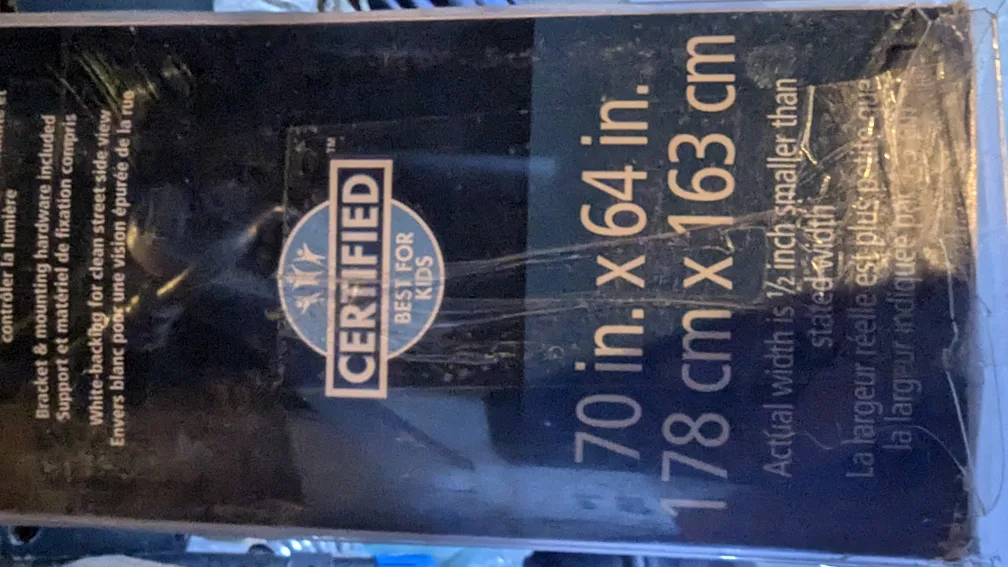 contrôler la lumière
Bracket & mounting hardware included
Support et matériel de fixation compris
White-backing for clean street side view
Envers blanc pour une vision épurée de la rue
CERTIFIED™
BEST FOR
KIDS
70 in. x 64 in.
178 cm x 163 cm
Actual width is ½ inch smaller than
stated width
La largeur réelle est plus petite que
la largeur indiquée